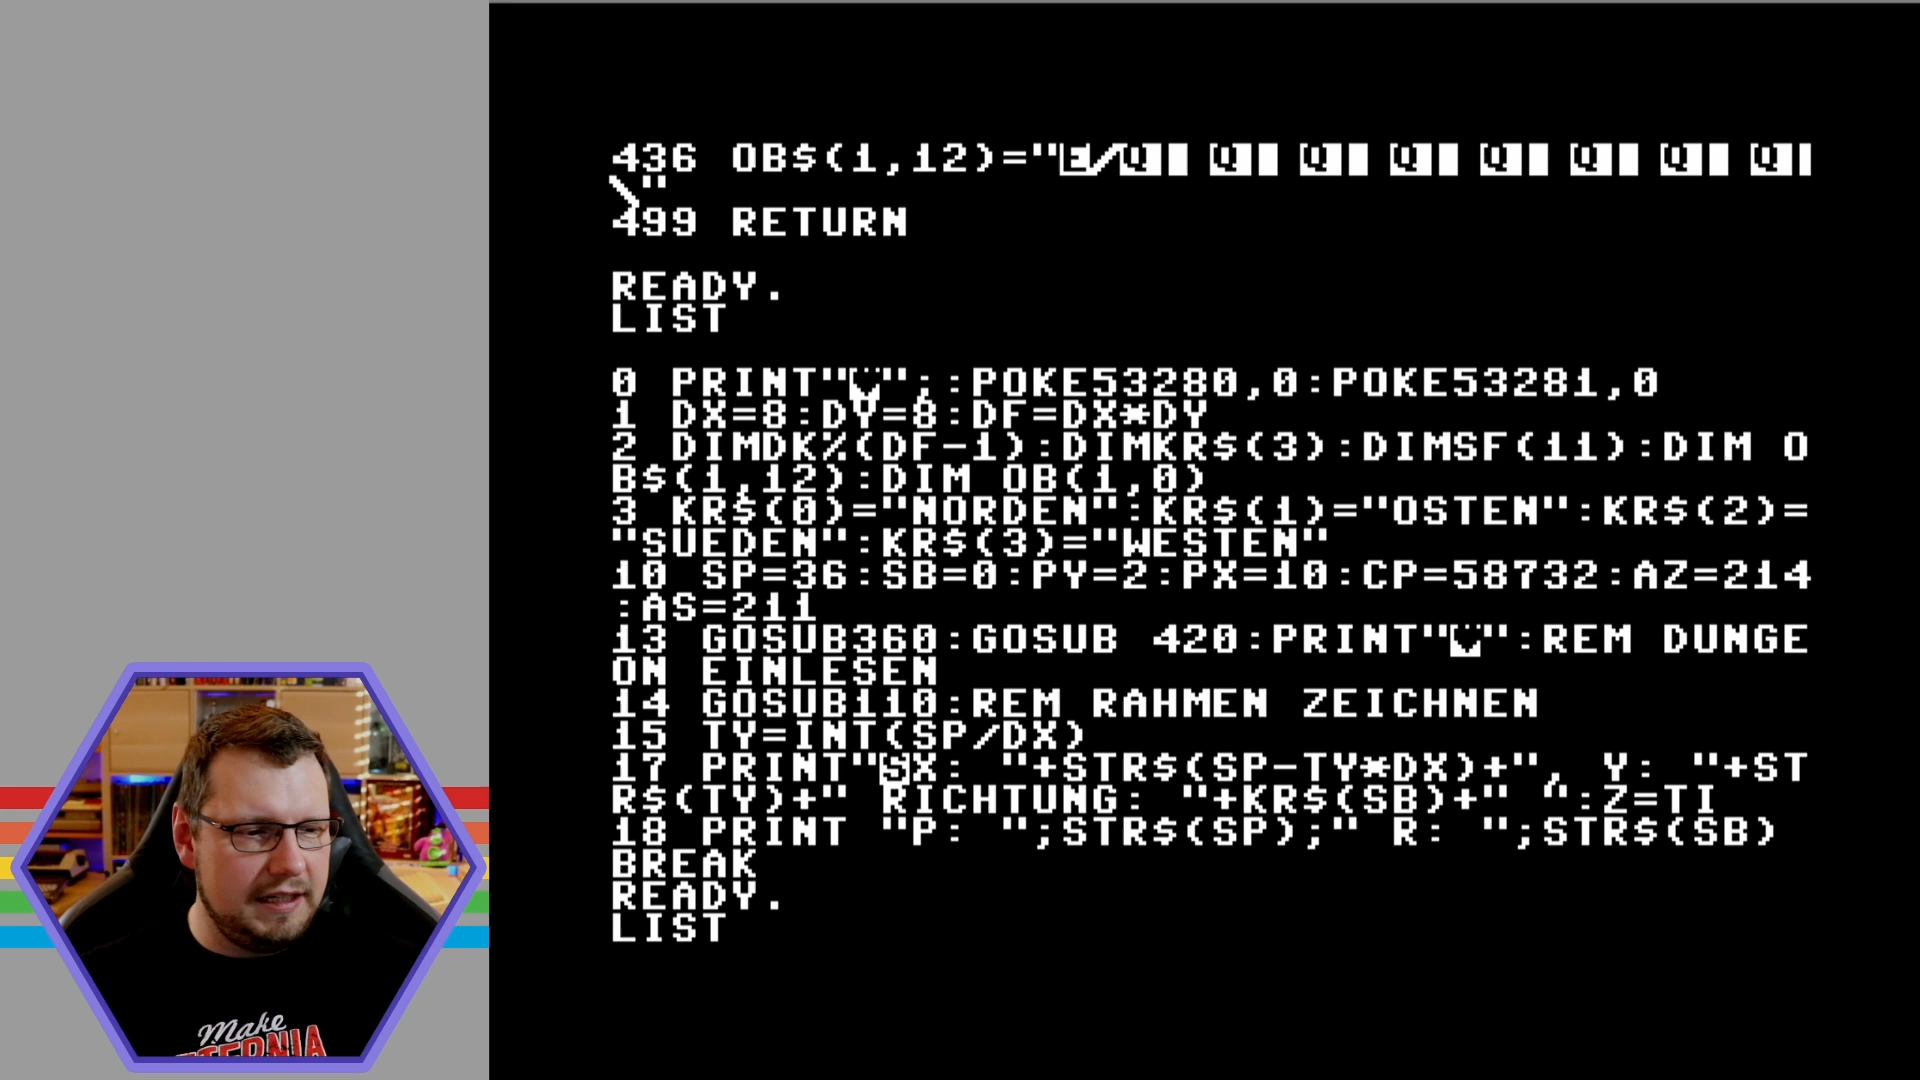 436 OB$(1,12)="E/Q▌ Q▌ Q▌ Q▌ Q▌ Q▌ Q▌ Q|
\"
499 RETURN
READY.
LIST
0 PRINT"♥";:POKE53280,0:POKE53281,0
1 DX=8:DY=8:DF=DX*DY
2 DIMDK%(DF-1):DIMKR$(3):DIMSF(11):DIM O
B$(1,12):DIM OB(1,0)
3 KR$(0)="NORDEN":KR$(1)="OSTEN":KR$(2)=
"SUEDEN":KR$(3)="WESTEN"
10 SP=36:SB=0:PY=2:PX=10:CP=58732:AZ=214
:AS=211
13 GOSUB360:GOSUB 420:PRINT"♥":REM DUNGE
ON EINLESEN
14 GOSUB110:REM RAHMEN ZEICHNEN
15 TY=INT(SP/DX)
17 PRINT"SX: "+STR$(SP-TY*DX)+", Y: "+ST
R$(TY)+" RICHTUNG: "+KR$(SB)+" ":Z=TI
18 PRINT "P: ";STR$(SP);" R: ";STR$(SB)
BREAK
READY.
LIST
Make
ETERNIA